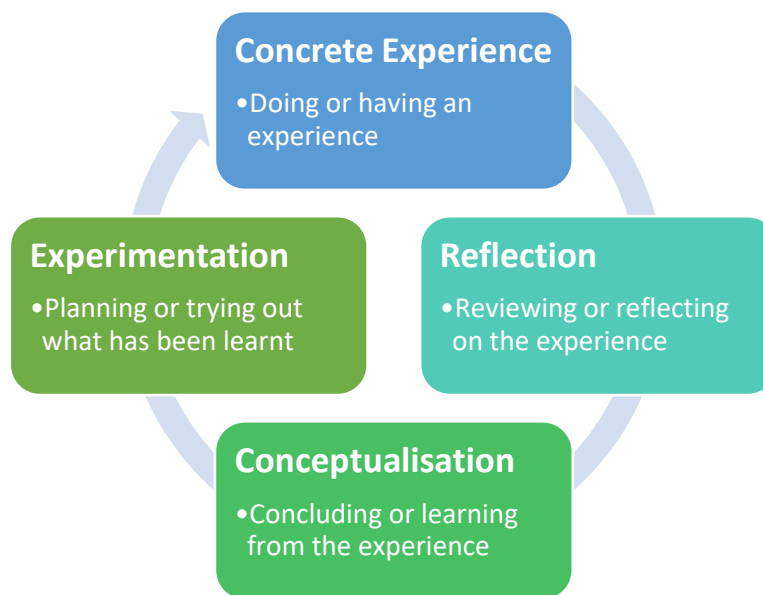 Concrete Experience
•Doing or having an
experience
Experimentation
•Planning or trying out
what has been learnt
Reflection
•Reviewing or reflecting
on the experience
Conceptualisation
•Concluding or learning
from the experience